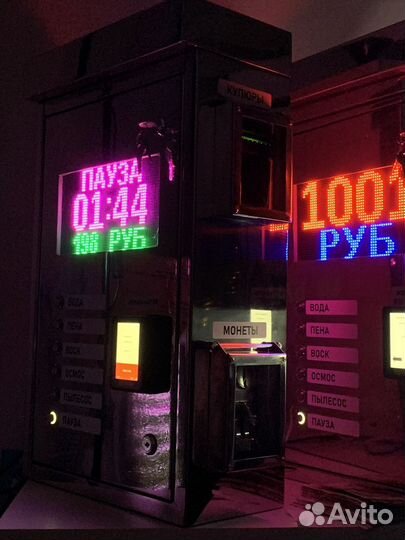 КУПЮРЫ
ПАУЗА
01:44
198 РУБ
1001
РУБ
МОНЕТЫ
ВОДА
ПЕНА
ВОСК
ОСМОС
ПЫЛЕСОС
ПАУЗА
ВОДА
ПЕНА
ВОСК
ОСМОС
ПЫЛЕСОС
ПАУЗА
Avito